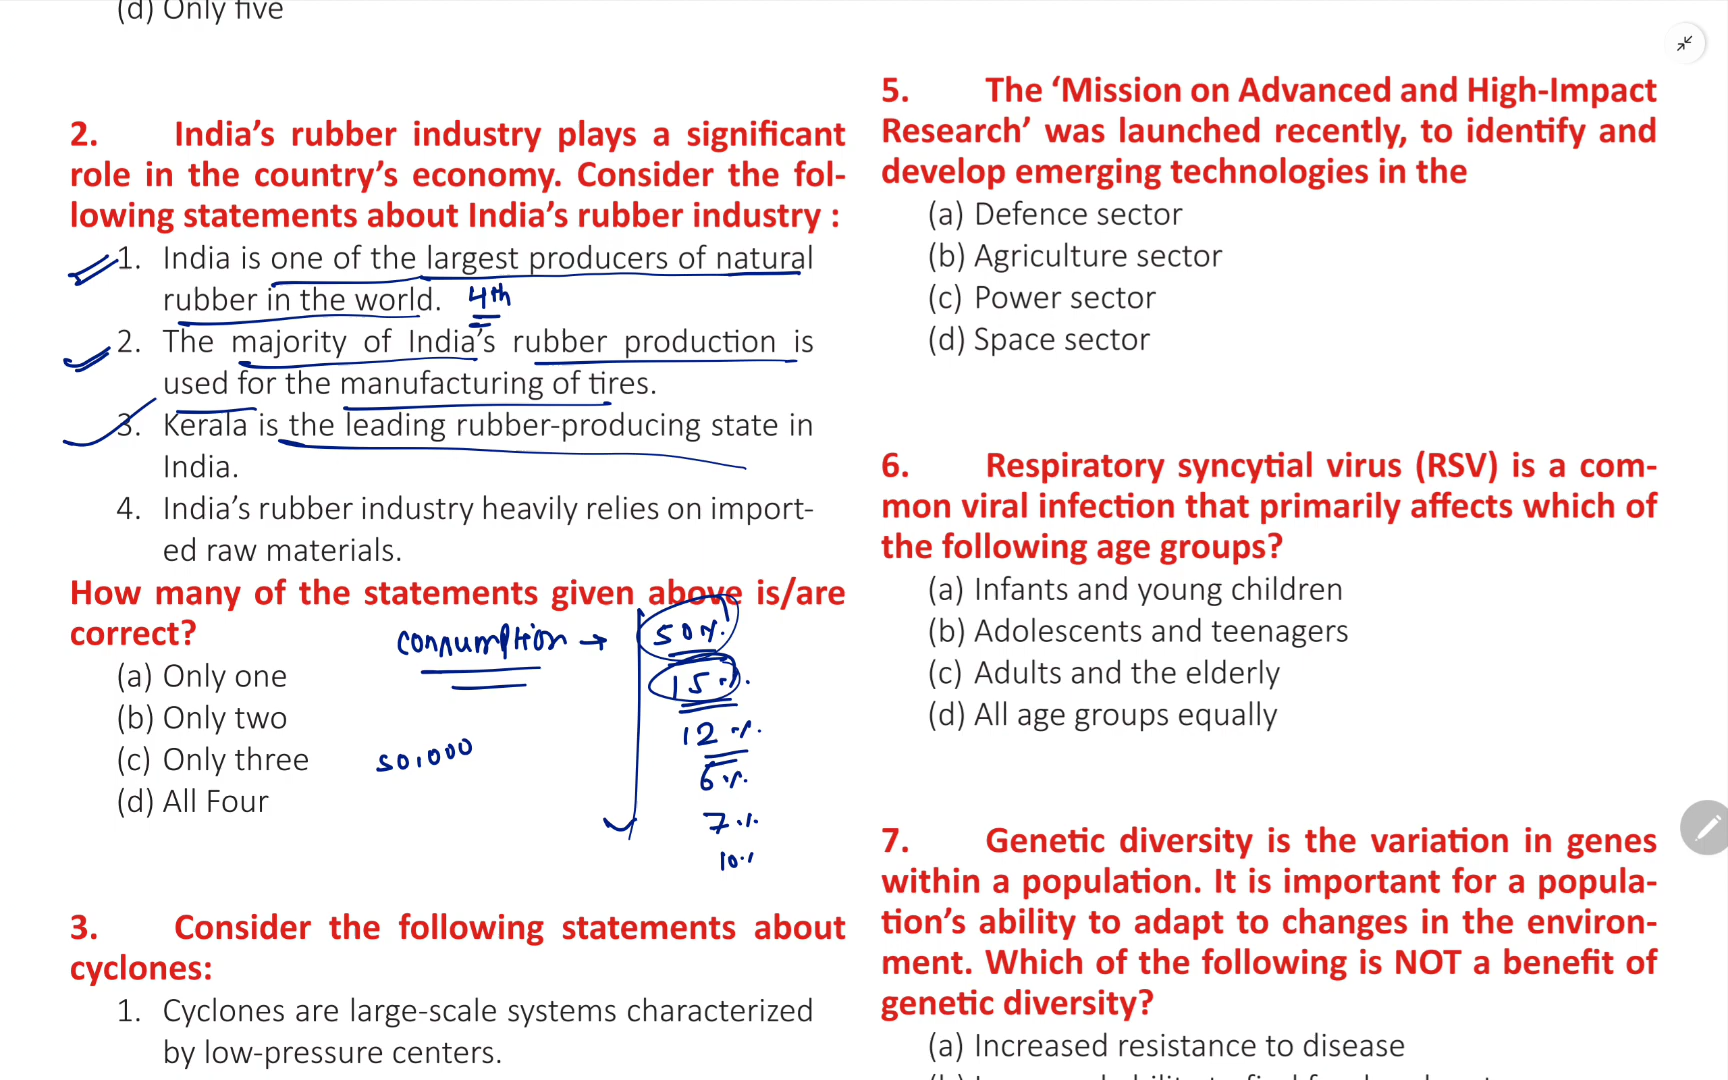 (d) Only five
2. India’s rubber industry plays a significant
role in the country’s economy. Consider the fol-
lowing statements about India’s rubber industry :
1. India is one of the largest producers of natural
rubber in the world. 4th
2. The majority of India’s rubber production is
used for the manufacturing of tires.
3. Kerala is the leading rubber-producing state in
India.
4. India’s rubber industry heavily relies on import-
ed raw materials.
How many of the statements given above is/are
correct?
consumption → 50%.
15%.
12%.
6%.
7%.
10%
(a) Only one
(b) Only two
(c) Only three
50,000
(d) All Four
3. Consider the following statements about
cyclones:
1. Cyclones are large-scale systems characterized
by low-pressure centers.
5. The ‘Mission on Advanced and High-Impact
Research’ was launched recently, to identify and
develop emerging technologies in the
(a) Defence sector
(b) Agriculture sector
(c) Power sector
(d) Space sector
6. Respiratory syncytial virus (RSV) is a com-
mon viral infection that primarily affects which of
the following age groups?
(a) Infants and young children
(b) Adolescents and teenagers
(c) Adults and the elderly
(d) All age groups equally
7. Genetic diversity is the variation in genes
within a population. It is important for a popula-
tion’s ability to adapt to changes in the environ-
ment. Which of the following is NOT a benefit of
genetic diversity?
(a) Increased resistance to disease